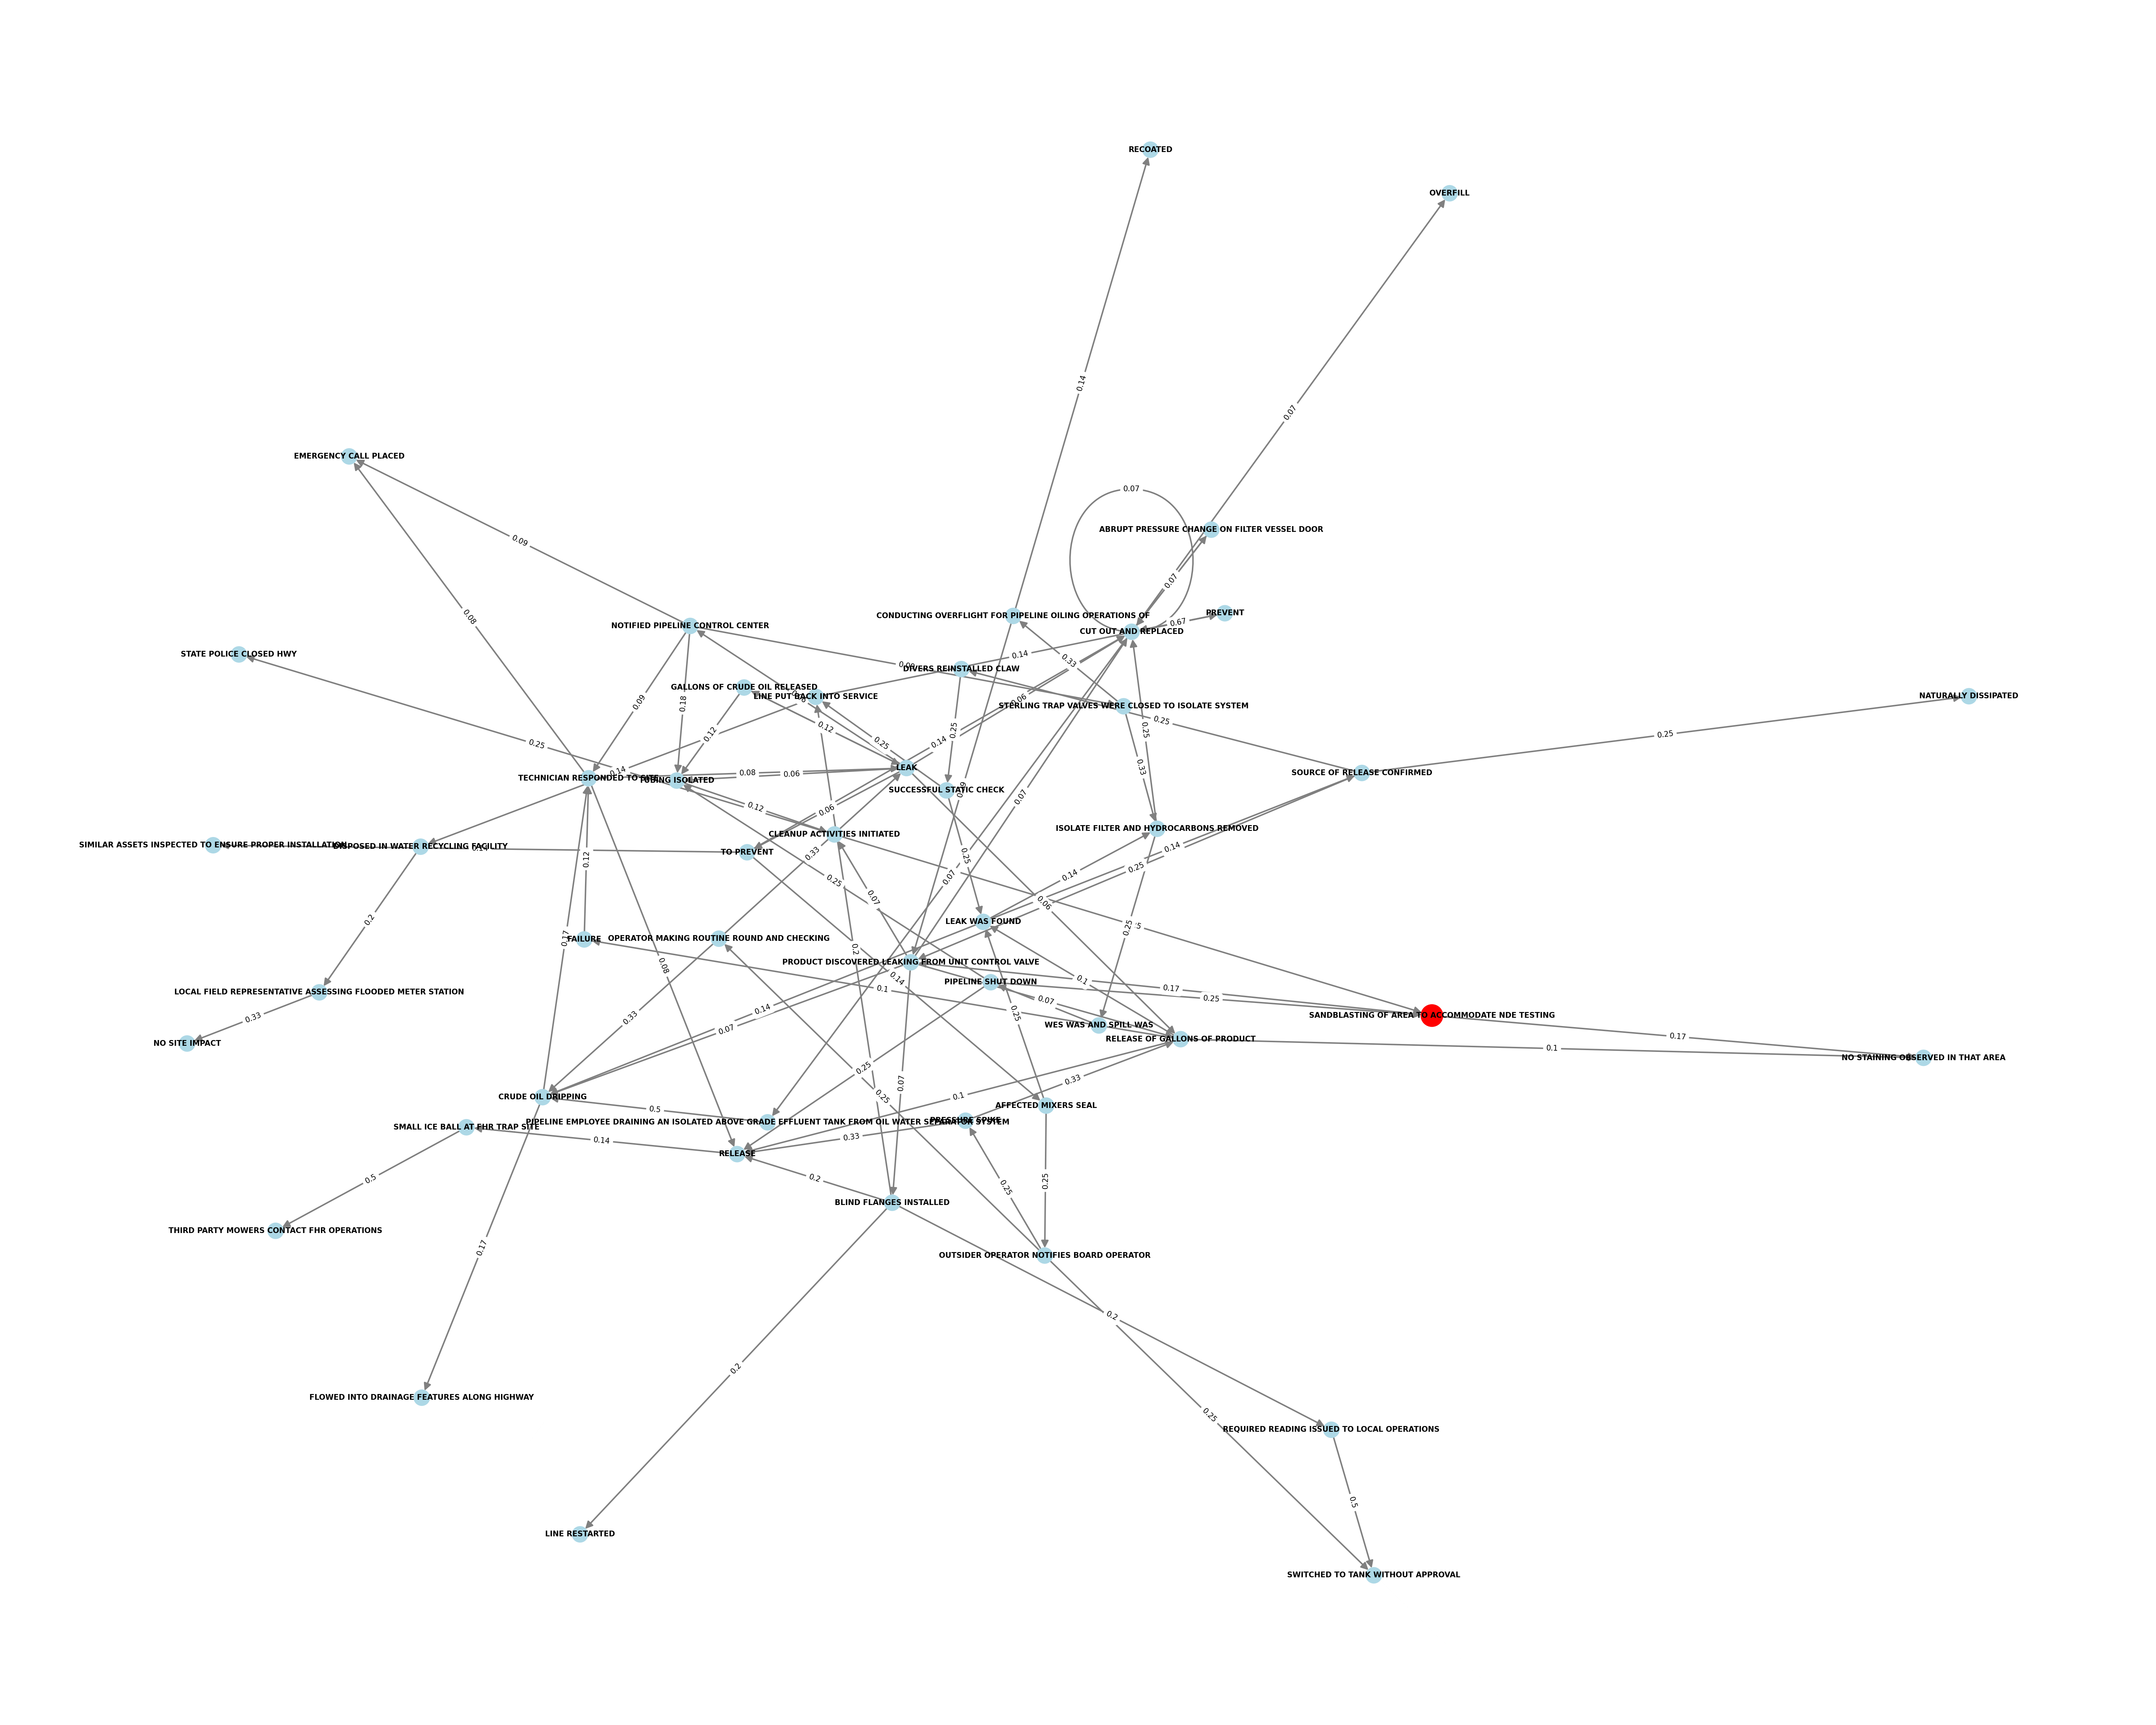 RECOATED
OVERFILL
0.14
0.07
EMERGENCY CALL PLACED
0.07
ABRUPT PRESSURE CHANGE ON FILTER VESSEL DOOR
0.09
0.07
PREVENT
CONDUCTING OVERFLIGHT FOR PIPELINE OILING OPERATIONS OF
0.08
0.67
NOTIFIED PIPELINE CONTROL CENTER
CUT OUT AND REPLACED
STATE POLICE CLOSED HWY
0.14
0.33
DIVERS REINSTALLED CLAW
GALLONS OF CRUDE OIL RELEASED
LINE PUT BACK INTO SERVICE
NATURALLY DISSIPATED
0.09
0.18
0.06
STERLING TRAP VALVES WERE CLOSED TO ISOLATE SYSTEM
0.25
0.12
0.12
0.25
0.25
0.25
0.25
0.25
0.14
LEAK
0.14
0.08
0.06
0.33
SOURCE OF RELEASE CONFIRMED
TECHNICIAN RESPONDED TO SITE
TUBING ISOLATED
SUCCESSFUL STATIC CHECK
0.12
0.06
0.07
ISOLATE FILTER AND HYDROCARBONS REMOVED
CLEANUP ACTIVITIES INITIATED
SIMILAR ASSETS INSPECTED TO ENSURE PROPER INSTALLATION
DISPOSED IN WATER RECYCLING FACILITY
TO PREVENT
0.33
0.14
0.12
0.25
0.25
0.14
0.07
0.25
0.07
0.06
0.2
LEAK WAS FOUND
0.25
FAILURE
OPERATOR MAKING ROUTINE ROUND AND CHECKING
0.17
0.2
PRODUCT DISCOVERED LEAKING FROM UNIT CONTROL VALVE
0.08
0.14
0.1
PIPELINE SHUT DOWN
0.1
0.17
LOCAL FIELD REPRESENTATIVE ASSESSING FLOODED METER STATION
0.25
0.07
0.14
0.25
SANDBLASTING OF AREA TO ACCOMMODATE NDE TESTING
0.33
0.33
0.07
WES WAS AND SPILL WAS
0.17
NO SITE IMPACT
RELEASE OF GALLONS OF PRODUCT
0.1
NO STAINING OBSERVED IN THAT AREA
0.25
0.33
0.07
CRUDE OIL DRIPPING
0.25
0.1
0.5
AFFECTED MIXERS SEAL
PIPELINE EMPLOYEE DRAINING AN ISOLATED ABOVE GRADE EFFLUENT TANK FROM OIL WATER SEPARATOR SYSTEM
PRESSURE SPIKE
SMALL ICE BALL AT FHR TRAP SITE
0.14
0.33
RELEASE
0.5
0.2
0.25
0.25
BLIND FLANGES INSTALLED
THIRD PARTY MOWERS CONTACT FHR OPERATIONS
0.17
OUTSIDER OPERATOR NOTIFIES BOARD OPERATOR
0.2
0.2
FLOWED INTO DRAINAGE FEATURES ALONG HIGHWAY
0.25
REQUIRED READING ISSUED TO LOCAL OPERATIONS
0.5
LINE RESTARTED
SWITCHED TO TANK WITHOUT APPROVAL